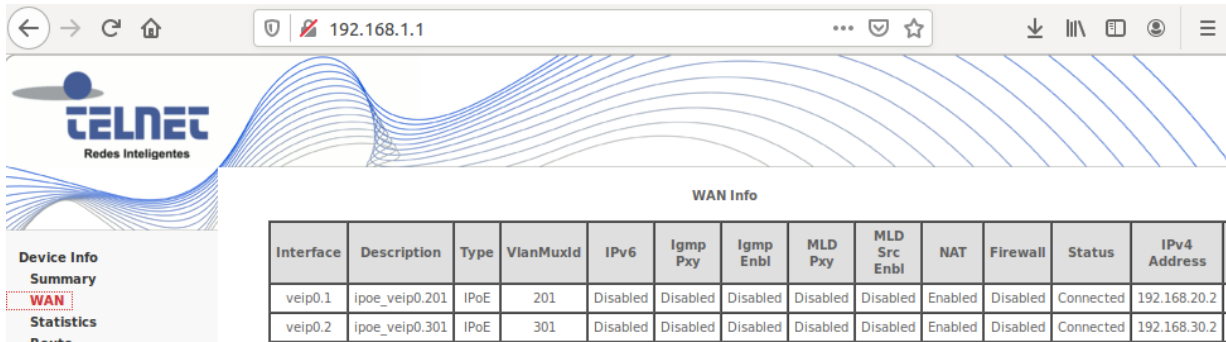 192.168.1.1
TELNET
Redes Inteligentes
WAN Info
Device Info
Summary
WAN
Statistics
Route
Interface Description Type VlanMuxId IPv6 Igmp Pxy Igmp Enbl MLD Pxy MLD Src Enbl NAT Firewall Status IPv4 Address
veip0.1 ipoe_veip0.201 IPoE 201 Disabled Disabled Disabled Disabled Disabled Enabled Disabled Connected 192.168.20.2
veip0.2 ipoe_veip0.301 IPoE 301 Disabled Disabled Disabled Disabled Disabled Enabled Disabled Connected 192.168.30.2